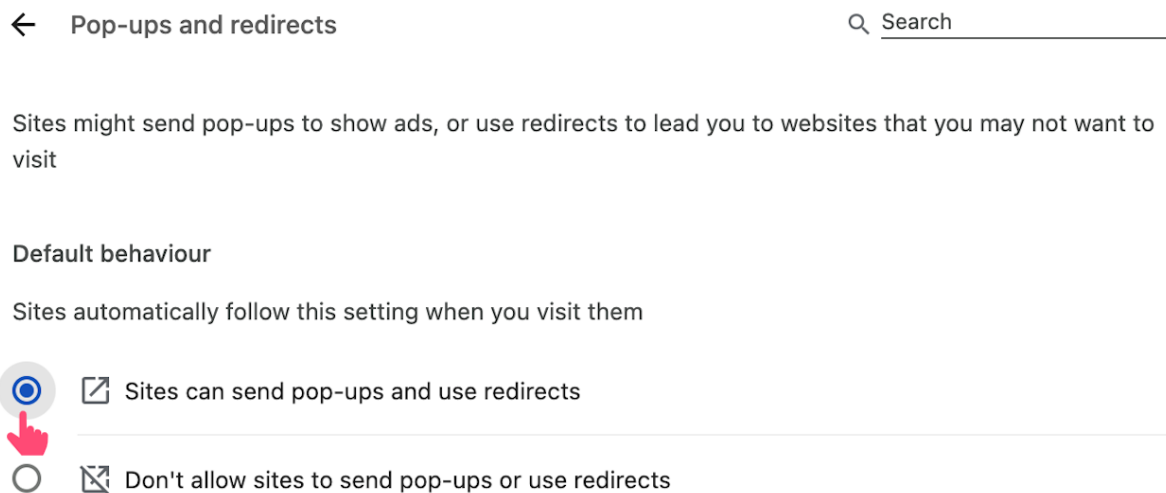 Pop-ups and redirects
Search
Sites might send pop-ups to show ads, or use redirects to lead you to websites that you may not want to
visit
Default behaviour
Sites automatically follow this setting when you visit them
Sites can send pop-ups and use redirects
Don't allow sites to send pop-ups or use redirects